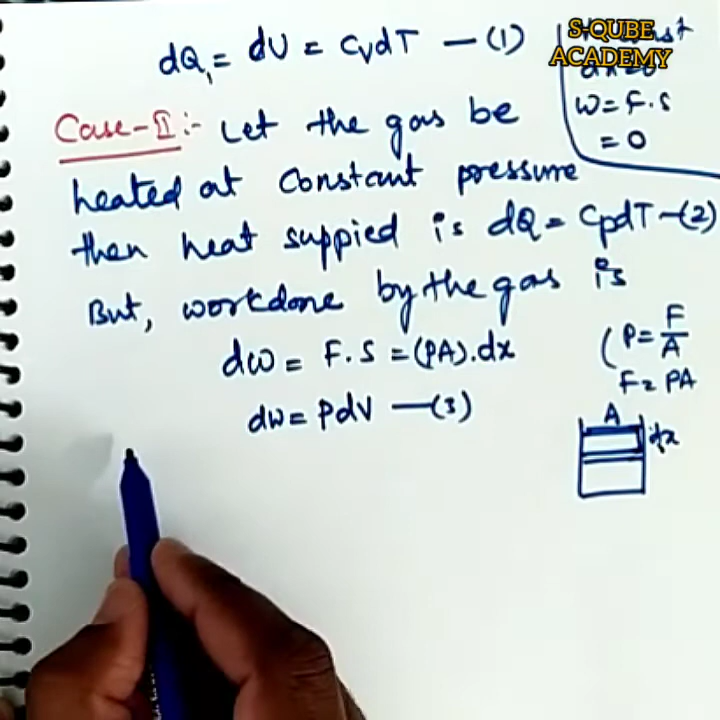 dQ₁ = dU = CvdT — (1)
S-QUBE
ACADEMY
W = F.S
= 0
Case-II:- Let the gas be
heated at constant pressure
then heat suppied is dQ = CpdT —(2)
But, workdone by the gas is
dw = F.S = (PA).dx
(P = F/A
F = PA
dw = PdV —(3)
A
dx